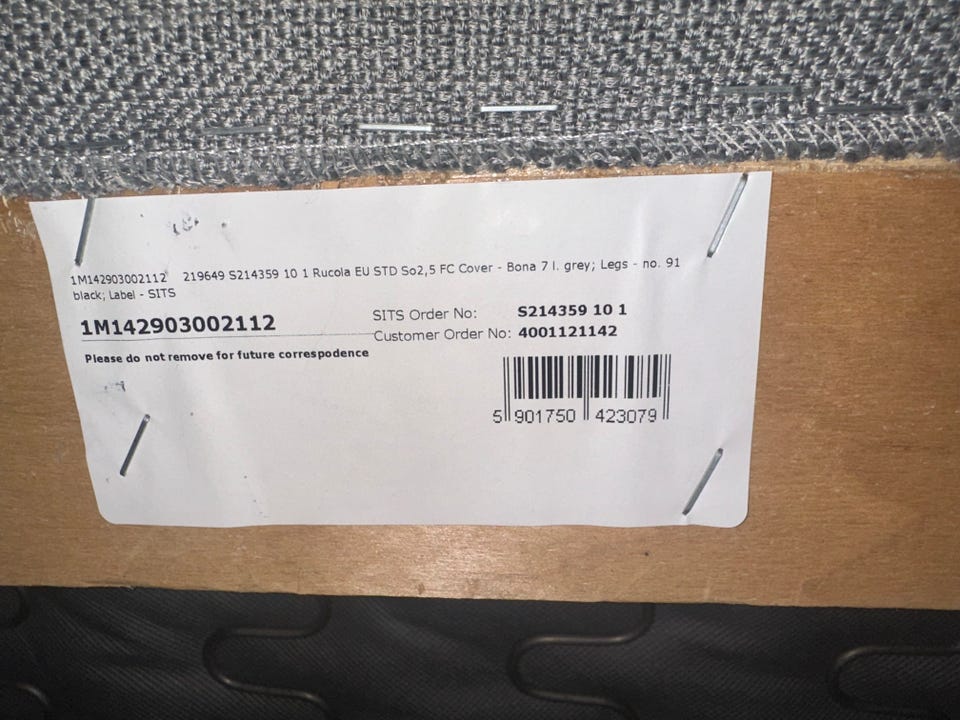 1M142903002112 219649 S214359 10 1 Rucola EU STD So2,5 FC Cover - Bona 7 l. grey; Legs - no. 91
black; Label - SITS
1M142903002112
Please do not remove for future correspodence
SITS Order No: S214359 10 1
Customer Order No: 4001121142
5 901750 423079